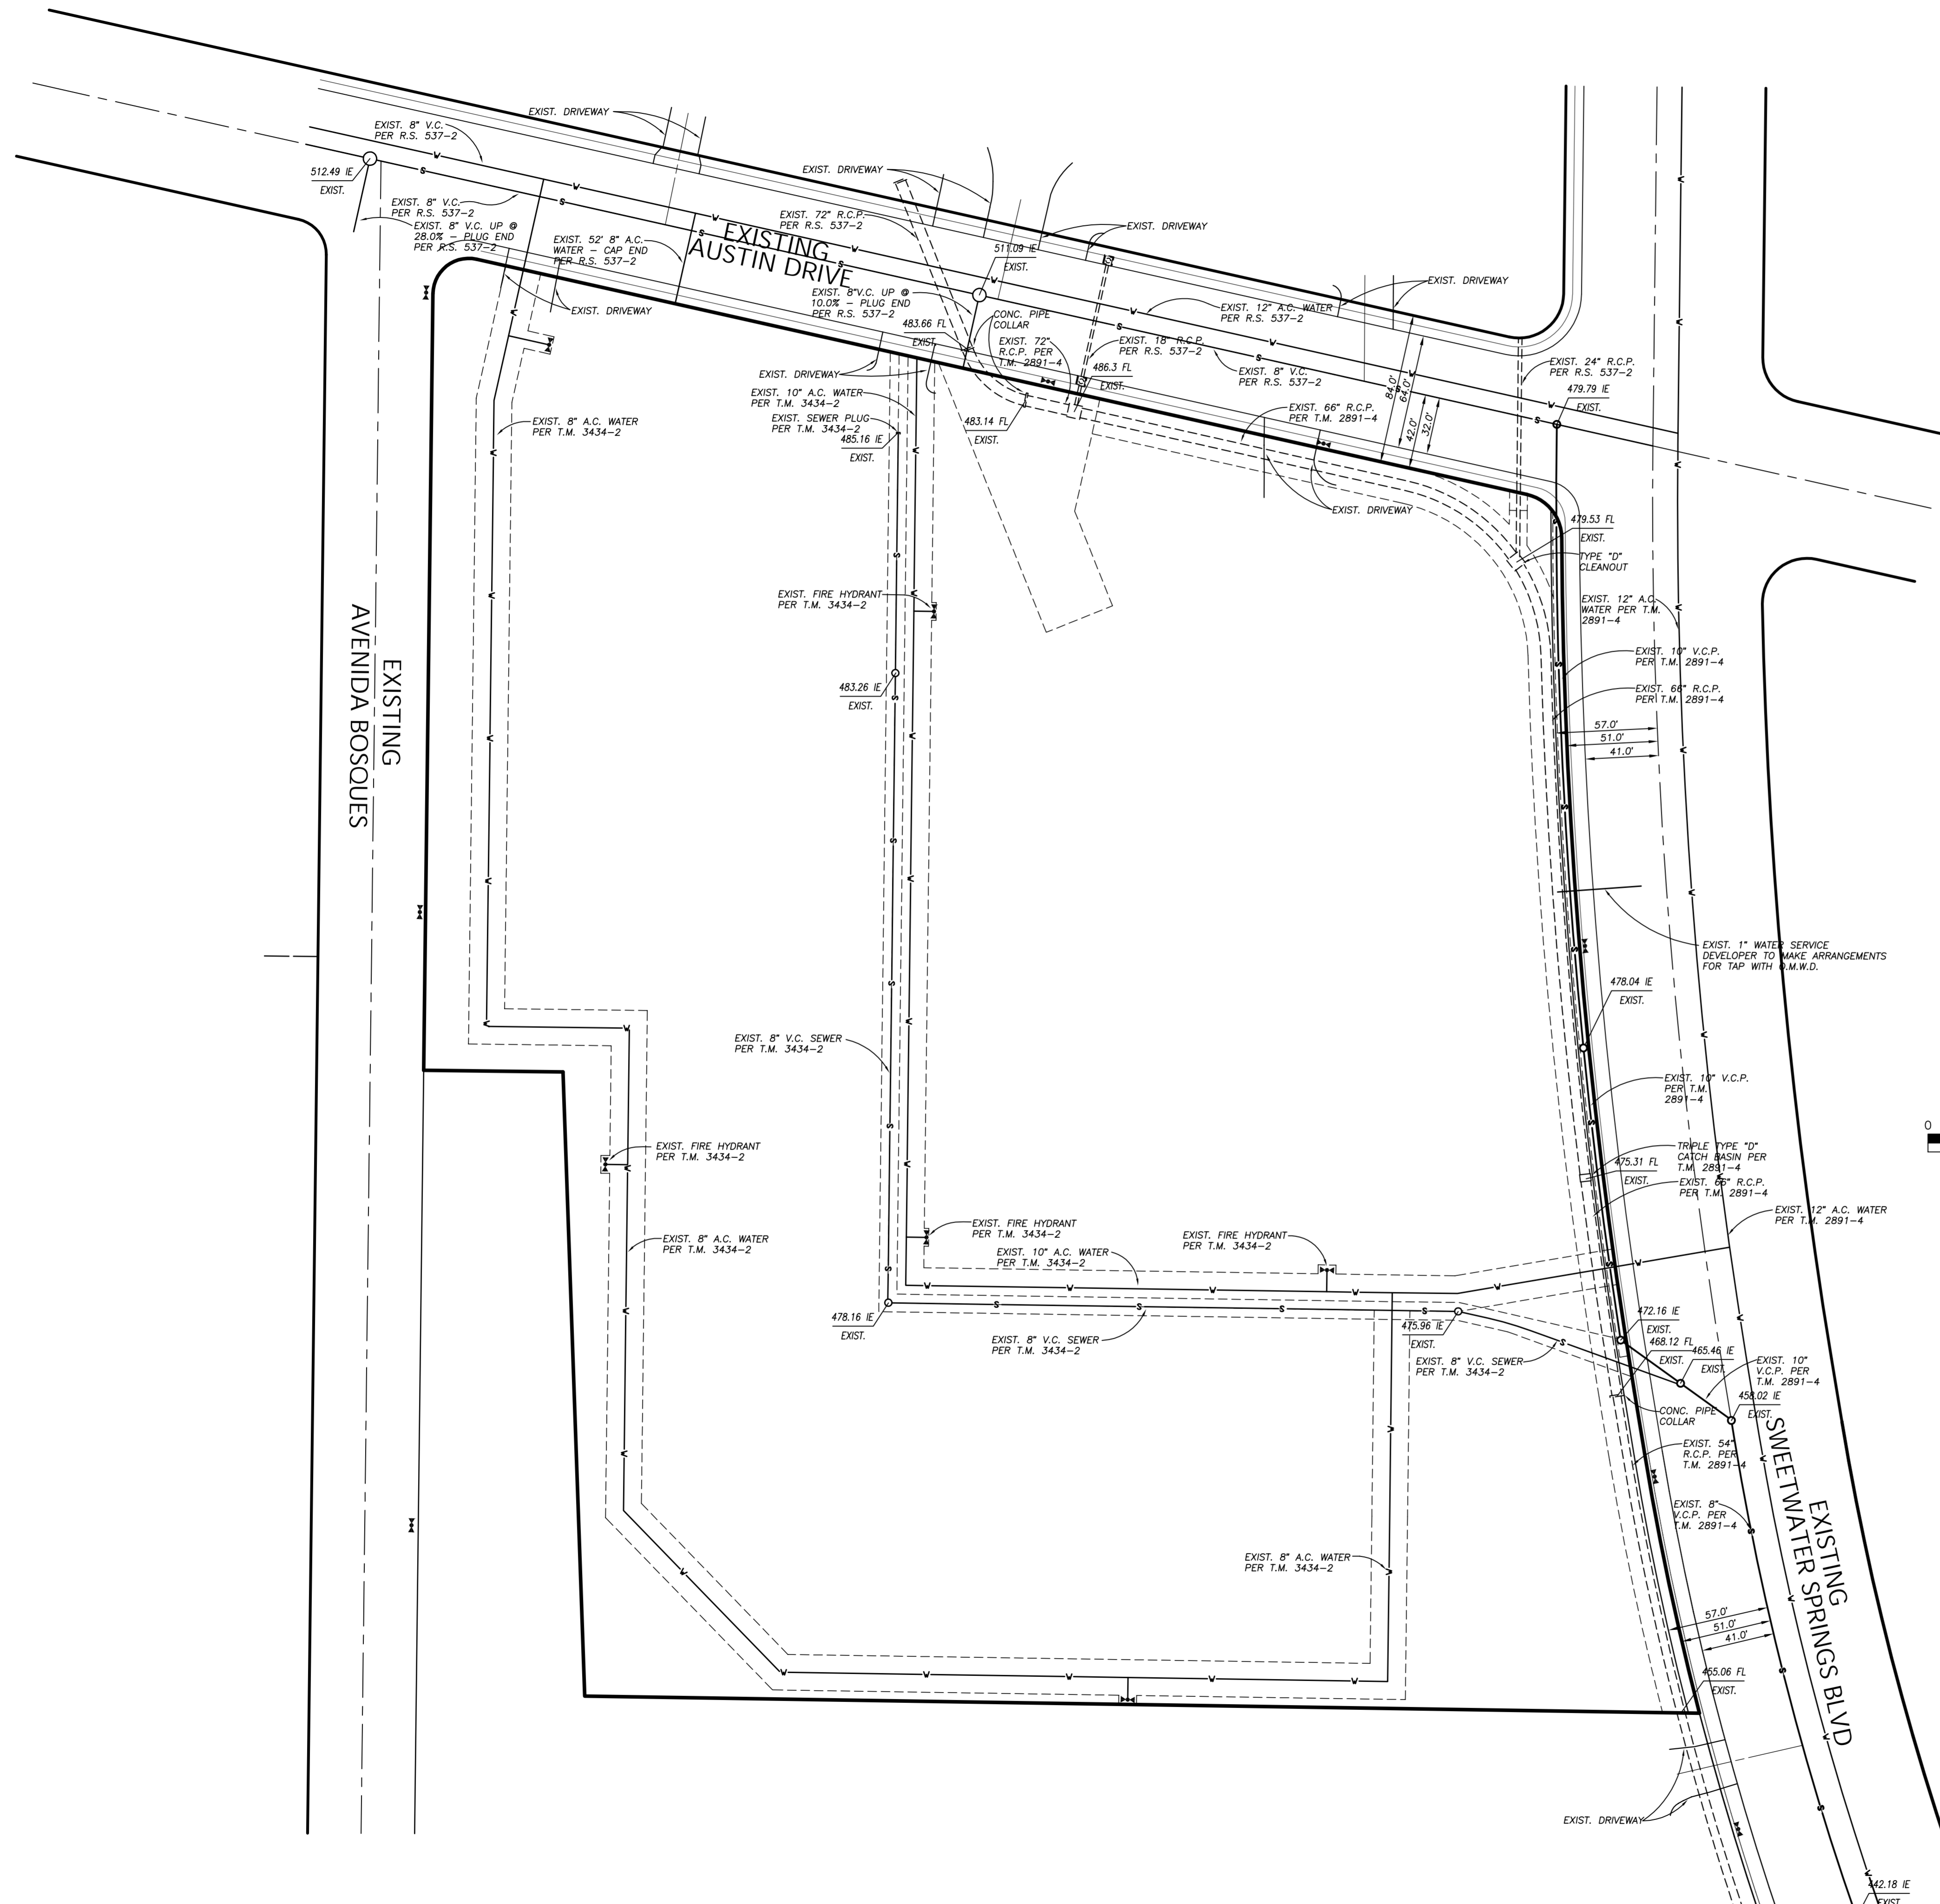 EXIST. DRIVEWAY
EXIST. 8" V.C.
PER R.S. 537-2
512.49 IE
EXIST.
EXIST. 8" V.C.
PER R.S. 537-2
EXIST. 8" V.C. UP @
28.0% - PLUG END
PER R.S. 537-2
EXIST. 52' 8" A.C.
WATER - CAP END
PER R.S. 537-2
EXIST. DRIVEWAY
EXIST. DRIVEWAY
EXIST. 72" R.C.P.
PER R.S. 537-2
EXISTING
AUSTIN DRIVE
511.09 IE
EXIST.
EXIST. DRIVEWAY
EXIST. 8"V.C. UP @
10.0% - PLUG END
PER R.S. 537-2
483.66 FL
EXIST.
CONC. PIPE
COLLAR
EXIST. 72"
R.C.P. PER
T.M. 2891-4
EXIST. 18" R.C.P.
PER R.S. 537-2
486.3 FL
EXIST.
EXIST. 12" A.C. WATER
PER R.S. 537-2
EXIST. DRIVEWAY
EXIST. 8" V.C.
PER R.S. 537-2
84.0'
64.0'
42.0'
32.0'
EXIST. 24" R.C.P.
PER R.S. 537-2
479.79 IE
EXIST.
EXIST. DRIVEWAY
EXIST. 10" A.C. WATER
PER T.M. 3434-2
EXIST. SEWER PLUG
PER T.M. 3434-2
485.16 IE
EXIST.
483.14 FL
EXIST.
EXIST. 66" R.C.P.
PER T.M. 2891-4
EXIST. DRIVEWAY
EXIST. 8" A.C. WATER
PER T.M. 3434-2
479.53 FL
EXIST.
TYPE "D"
CLEANOUT
EXIST. FIRE HYDRANT
PER T.M. 3434-2
EXIST. 12" A.C.
WATER PER T.M.
2891-4
EXISTING
AVENIDA BOSQUES
483.26 IE
EXIST.
EXIST. 10" V.C.P.
PER T.M. 2891-4
EXIST. 66" R.C.P.
PER T.M. 2891-4
57.0'
51.0'
41.0'
EXIST. 1" WATER SERVICE
DEVELOPER TO MAKE ARRANGEMENTS
FOR TAP WITH O.M.W.D.
478.04 IE
EXIST.
EXIST. 8" V.C. SEWER
PER T.M. 3434-2
EXIST. 10" V.C.P.
PER T.M.
2891-4
0
EXIST. FIRE HYDRANT
PER T.M. 3434-2
TRIPLE TYPE "D"
CATCH BASIN PER
T.M. 2891-4
475.31 FL
EXIST.
EXIST. 66" R.C.P.
PER T.M. 2891-4
EXIST. 12" A.C. WATER
PER T.M. 2891-4
EXIST. 8" A.C. WATER
PER T.M. 3434-2
EXIST. FIRE HYDRANT
PER T.M. 3434-2
EXIST. 10" A.C. WATER
PER T.M. 3434-2
EXIST. FIRE HYDRANT
PER T.M. 3434-2
478.16 IE
EXIST.
EXIST. 8" V.C. SEWER
PER T.M. 3434-2
475.96 IE
EXIST.
EXIST. 8" V.C. SEWER
PER T.M. 3434-2
472.16 IE
EXIST.
468.12 FL
EXIST.
465.46 IE
EXIST.
EXIST. 10"
V.C.P. PER
T.M. 2891-4
458.02 IE
EXIST.
CONC. PIPE
COLLAR
EXIST. 54"
R.C.P. PER
T.M. 2891-4
EXIST. 8"
V.C.P. PER
T.M. 2891-4
EXISTING
SWEETWATER SPRINGS BLVD
EXIST. 8" A.C. WATER
PER T.M. 3434-2
57.0'
51.0'
41.0'
455.06 FL
EXIST.
EXIST. DRIVEWAY
442.18 IE
EXIST.